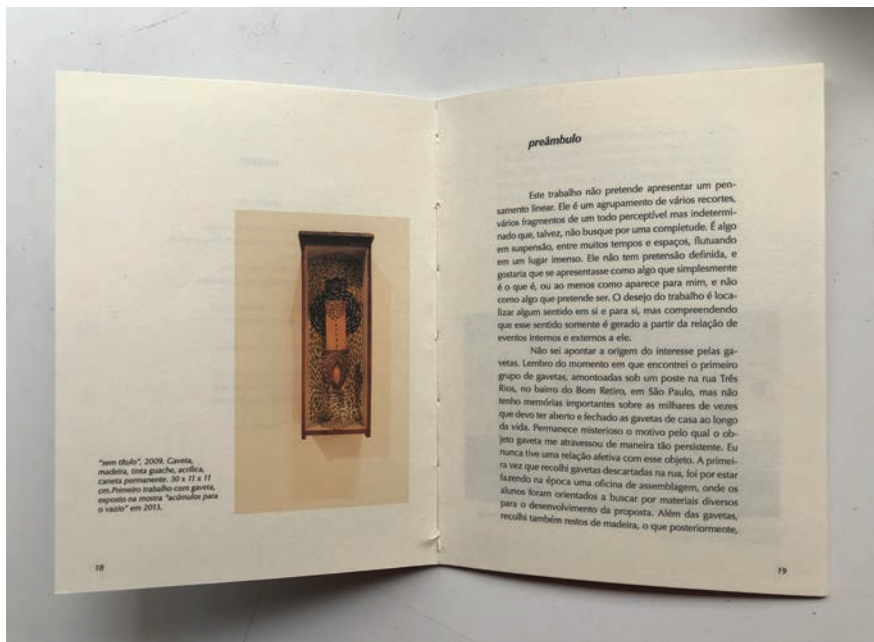 "sem título", 2009. Gaveta,
madeira, tinta guache, acrílica,
caneta permanente. 30 x 11 x 11
cm.Primeiro trabalho com gaveta,
exposto na mostra "acúmulos para
o vazio" em 2013.
18
preâmbulo
Este trabalho não pretende apresentar um pen-
samento linear. Ele é um agrupamento de vários recortes,
vários fragmentos de um todo perceptível mas indetermi-
nado que, talvez, não busque por uma completude. É algo
em suspensão, entre muitos tempos e espaços, flutuando
em um lugar imenso. Ele não tem pretensão definida, e
gostaria que se apresentasse como algo que simplesmente
é o que é, ou ao menos como aparece para mim, e não
como algo que pretende ser. O desejo do trabalho é loca-
lizar algum sentido em si e para si, mas compreendendo
que esse sentido somente é gerado a partir da relação de
eventos internos e externos a ele.
Não sei apontar a origem do interesse pelas ga-
vetas. Lembro do momento em que encontrei o primeiro
grupo de gavetas, amontoadas sob um poste na rua Três
Rios, no bairro do Bom Retiro, em São Paulo, mas não
tenho memórias importantes sobre as milhares de vezes
que devo ter aberto e fechado as gavetas de casa ao longo
da vida. Permanece misterioso o motivo pelo qual o ob-
jeto gaveta me atravessou de maneira tão persistente. Eu
nunca tive uma relação afetiva com esse objeto. A primei-
ra vez que recolhi gavetas descartadas na rua, foi por estar
fazendo na época uma oficina de assemblagem, onde os
alunos foram orientados a buscar por materiais diversos
para o desenvolvimento da proposta. Além das gavetas,
recolhi também restos de madeira, o que posteriormente,
19